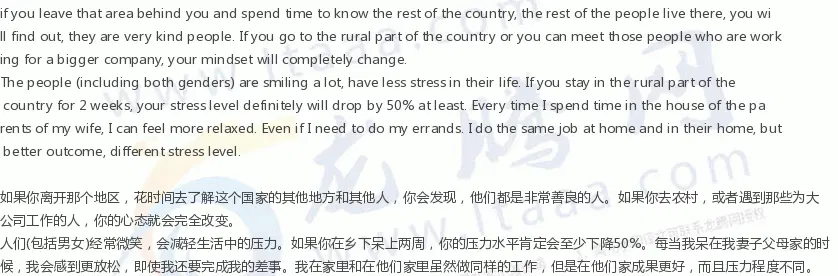 if you leave that area behind you and spend time to know the rest of the country, the rest of the people live there, you wi
ll find out, they are very kind people. If you go to the rural part of the country or you can meet those people who are work
ing for a bigger company, your mindset will completely change.
The people (including both genders) are smiling a lot, have less stress in their life. If you stay in the rural part of the
country for 2 weeks, your stress level definitely will drop by 50% at least. Every time I spend time in the house of the pa
rents of my wife, I can feel more relaxed. Even if I need to do my errands. I do the same job at home and in their home, but
better outcome, different stress level.
如果你离开那个地区，花时间去了解这个国家的其他地方和其他人，你会发现，他们都是非常善良的人。如果你去农村，或者遇到那些为大
公司工作的人，你的心态就会完全改变。
人们(包括男女)经常微笑，会减轻生活中的压力。如果你在乡下呆上两周，你的压力水平肯定会至少下降50%。每当我呆在我妻子父母家的时
候，我会感到更放松，即使我还要完成我的差事。我在家里和在他们家里虽然做同样的工作，但是在他们家成果更好，而且压力程度不同。
www.ltaaa.com
龙腾网
www.ltaaa.com